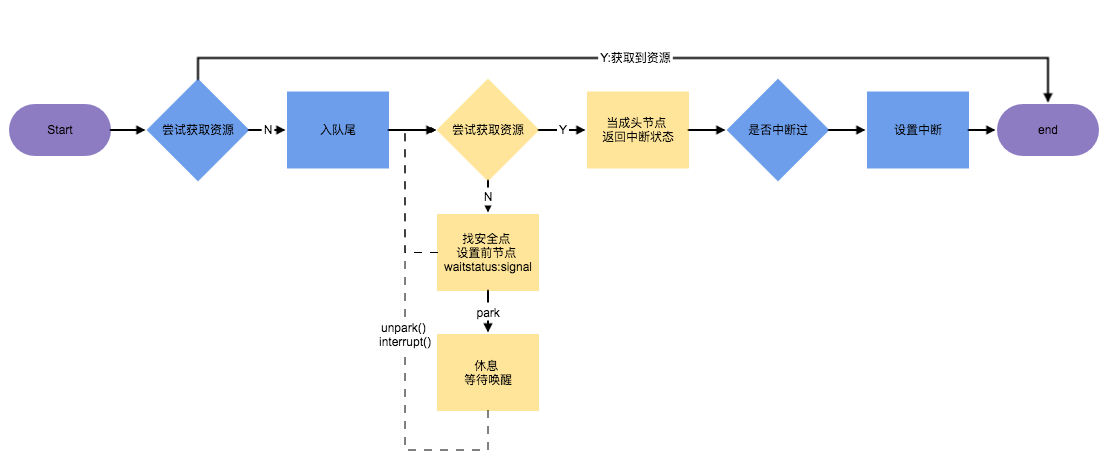 Y:获取到资源
Start
尝试获取资源
N
入队尾
尝试获取资源
Y
当成头节点
返回中断状态
是否中断过
设置中断
end
N
找安全点
设置前节点
waitstatus:signal
park
unpark()
interrupt()
休息
等待唤醒